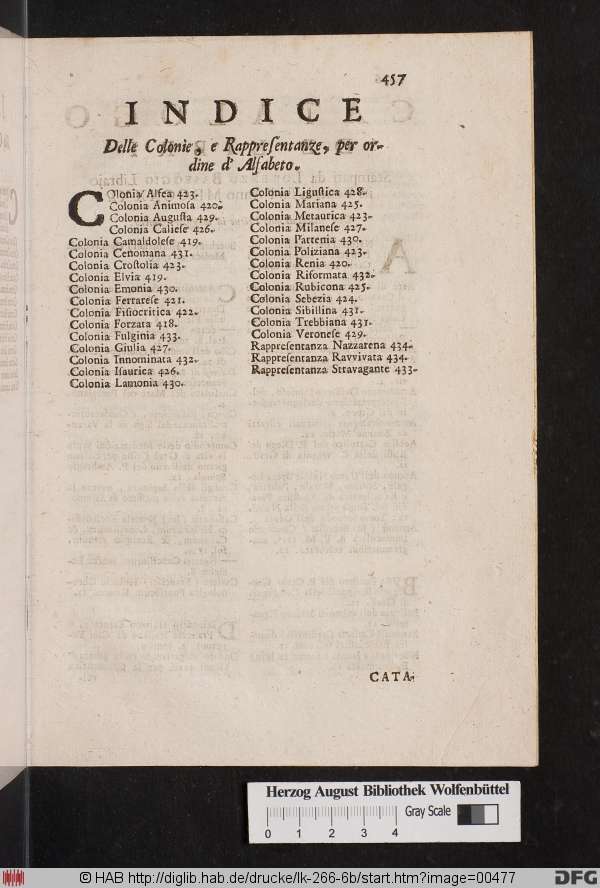 457
INDICE
Delle Colonie, e Rappreſentanze, per or-
dine d' Alfabeto.
COlonia Alfea 423.
Colonia Animoſa 420.
Colonia Auguſta 429.
Colonia Calieſe 426.
Colonia Camaldoleſe 419.
Colonia Cenomana 431.
Colonia Croſtolia 423.
Colonia Elvia 419.
Colonia Emonia 430.
Colonia Ferrareſe 421.
Colonia Fiſiocritica 422.
Colonia Forzata 418.
Colonia Fulginia 433.
Colonia Giulia 427.
Colonia Innominata 432.
Colonia Iſaurica 426.
Colonia Lamonia 430.
Colonia Liguſtica 428.
Colonia Mariana 425.
Colonia Metaurica 423.
Colonia Milaneſe 427.
Colonia Partenia 430.
Colonia Poliziana 423.
Colonia Renia 420.
Colonia Riformata 432.
Colonia Rubicona 425.
Colonia Sebezia 424.
Colonia Sibillina 431.
Colonia Trebbiana 431.
Colonia Veroneſe 429.
Rappreſentanza Nazzarena 434.
Rappreſentanza Ravvivata 434.
Rappreſentanza Stravagante 433.
CATA-
Herzog August Bibliothek Wolfenbüttel
Gray Scale
0 1 2 3 4
© HAB http://diglib.hab.de/drucke/lk-266-6b/start.htm?image=00477
DFG